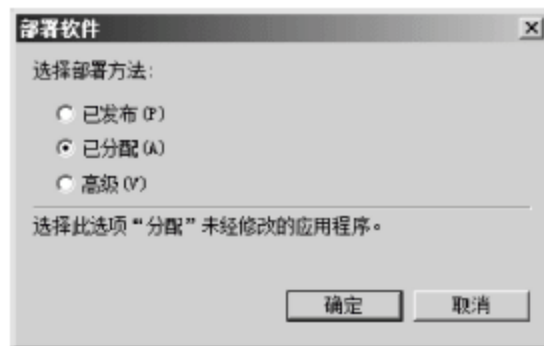 部署软件
选择部署方法:
已发布(P)
已分配(A)
高级(V)
选择此选项“分配”未经修改的应用程序。
确定
取消